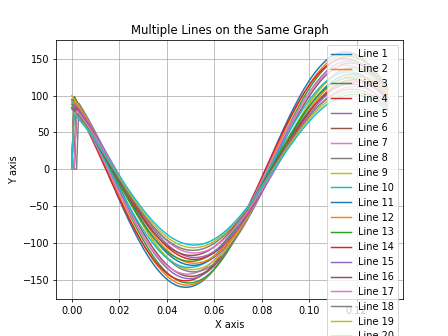 Multiple Lines on the Same Graph
Y axis
150
100
50
0
−50
−100
−150
0.00
0.02
0.04
0.06
0.08
0.10
X axis
Line 1
Line 2
Line 3
Line 4
Line 5
Line 6
Line 7
Line 8
Line 9
Line 10
Line 11
Line 12
Line 13
Line 14
Line 15
Line 16
Line 17
Line 18
Line 19
Line 20